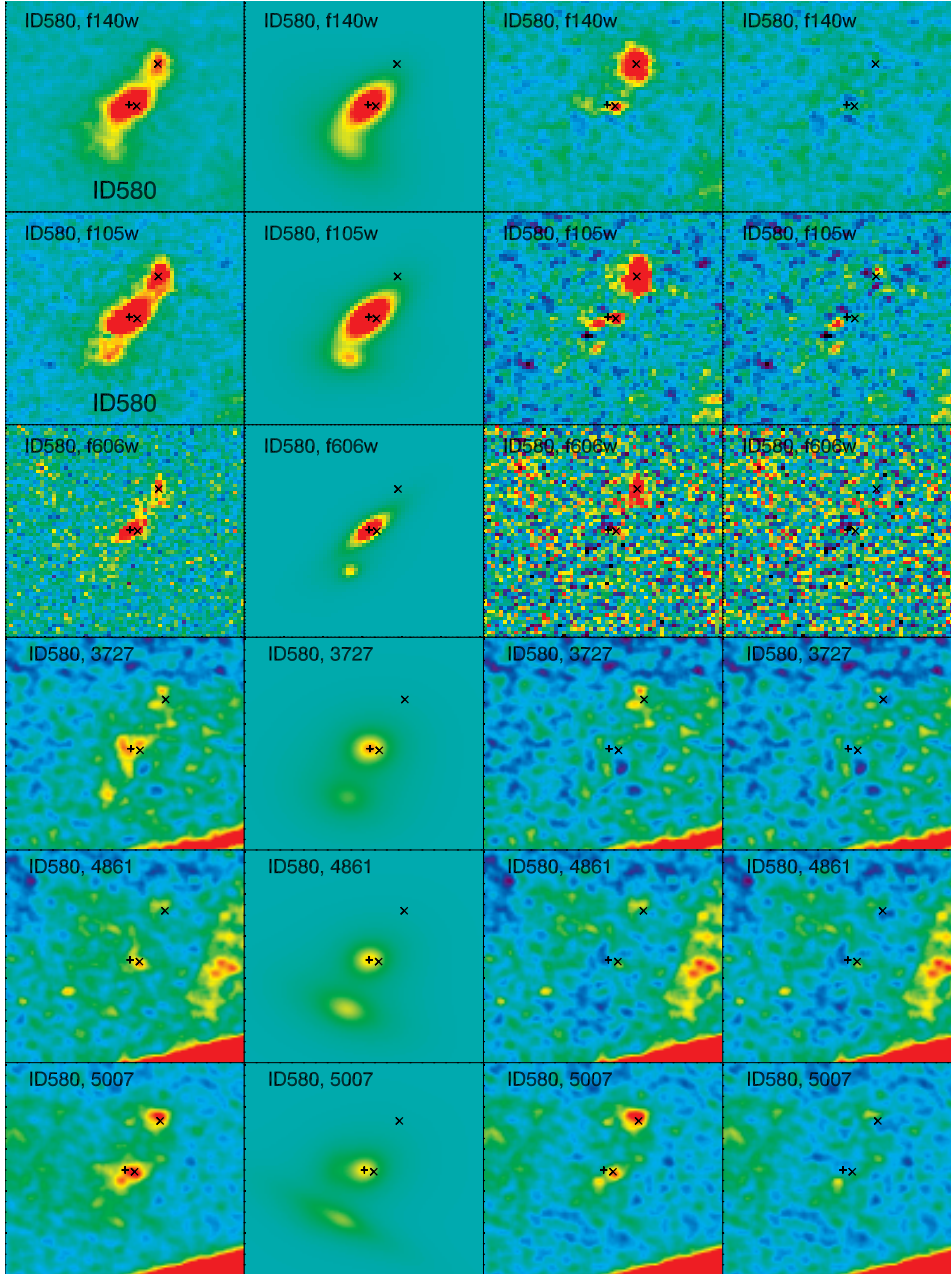 ID580, f140w ID580, f140w ID580, f140w ID580, f140w
ID580
ID580, f105w ID580, f105w ID580, f105w ID580, f105w
ID580
ID580, f606w ID580, f606w ID580, f606w ID580, f606w
ID580, 3727 ID580, 3727 ID580, 3727 ID580, 3727
ID580, 4861 ID580, 4861 ID580, 4861 ID580, 4861
ID580, 5007 ID580, 5007 ID580, 5007 ID580, 5007